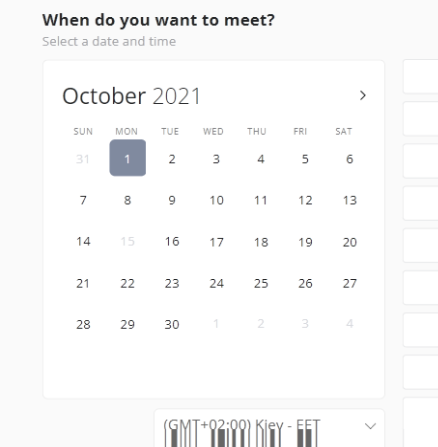 When do you want to meet?
Select a date and time
October 2021
SUN MON TUE WED THU FRI SAT
31 1 2 3 4 5 6
7 8 9 10 11 12 13
14 15 16 17 18 19 20
21 22 23 24 25 26 27
28 29 30 1 2 3 4
(GMT+02:00) Kiev - EET